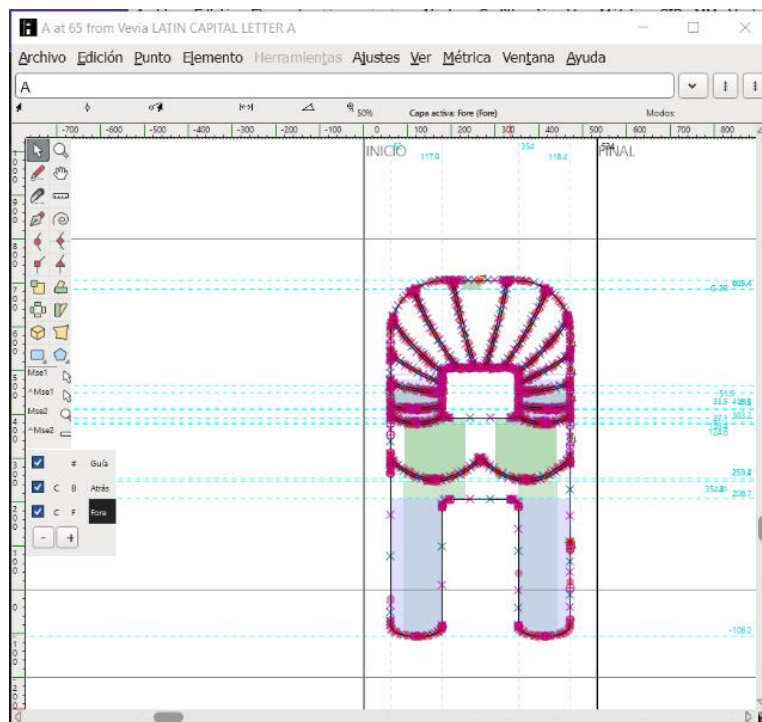 A at 65 from Vevia LATIN CAPITAL LETTER A
Archivo Edición Punto Elemento Herramientas Ajustes Ver Métrica Ventana Ayuda
A
50% Capa activa: Fore (Fore) Modos:
-700 -600 -500 -400 -300 -200 -100 0 100 200 300 400 500 600 700 800
INICIO 354 FINAL
117.9 118.4
Mse1
^Mse1
Mse2
^Mse2
# Guía
C B Atrás
C F Fore
- +
253.8
206.7
-106.2